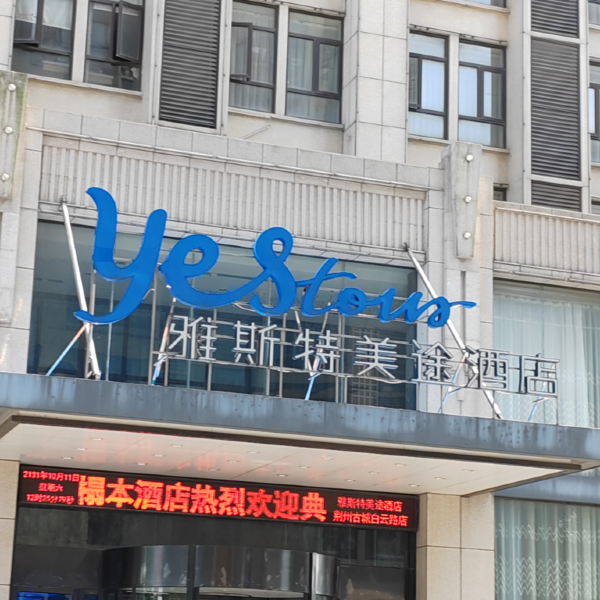 yestous
雅斯特美途酒店
2131年10月11日
星期六
榻本酒店热烈欢迎典
雅斯特美途酒店
荆州古城白云路店